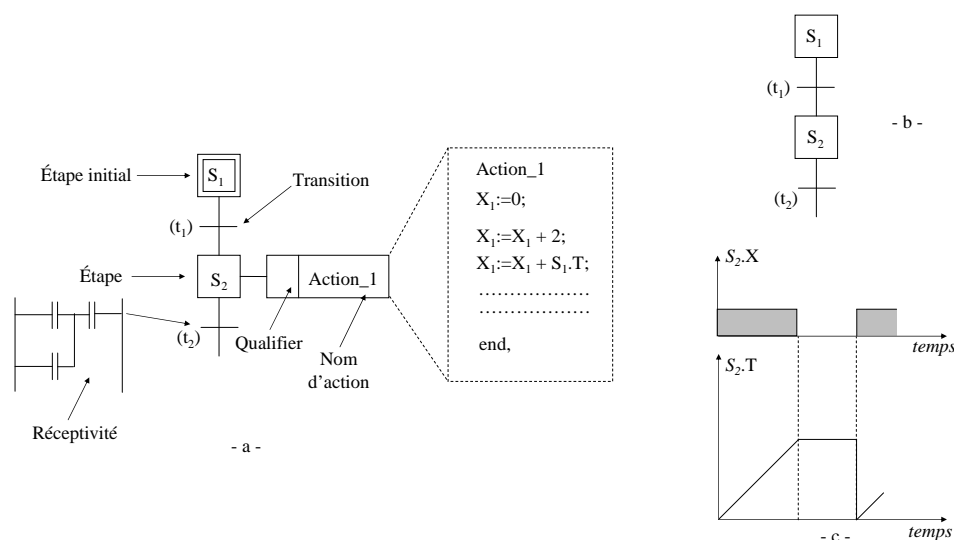 Étape initial
S1
(t1)
Transition
Étape
S2
Action_1
(t2)
Qualifier
Nom
d'action
Réceptivité
- a -
Action_1
X1:=0;
X1:=X1 + 2;
X1:=X1 + S1.T;
................
................
end,
S1
(t1)
S2
(t2)
- b -
S2.X
temps
S2.T
temps
- c -